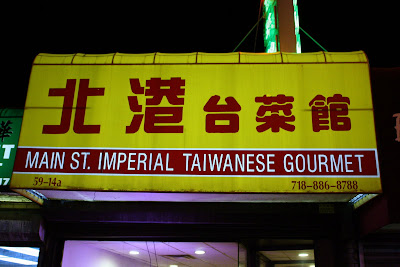 北港台菜館
MAIN ST. IMPERIAL TAIWANESE GOURMET
59-14a
718-886-8788